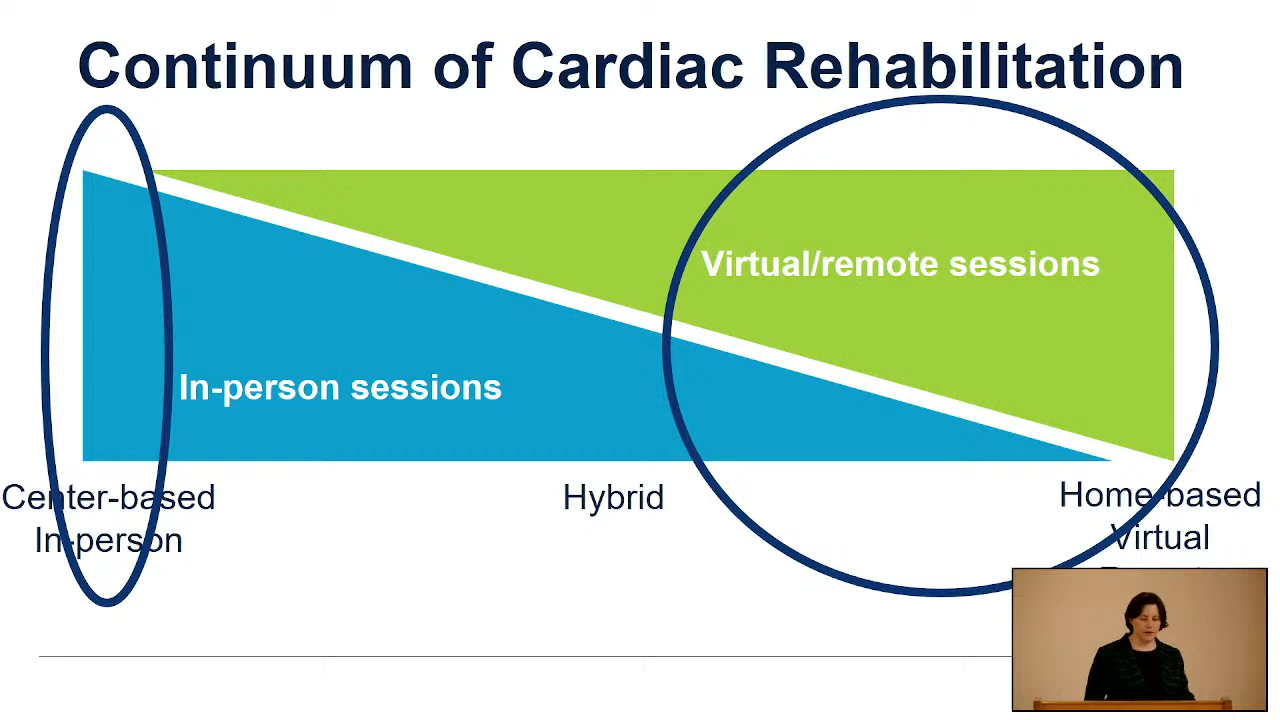 Continuum of Cardiac Rehabilitation
Virtual/remote sessions
In-person sessions
Center-based
In-person
Hybrid
Home-based
Virtual